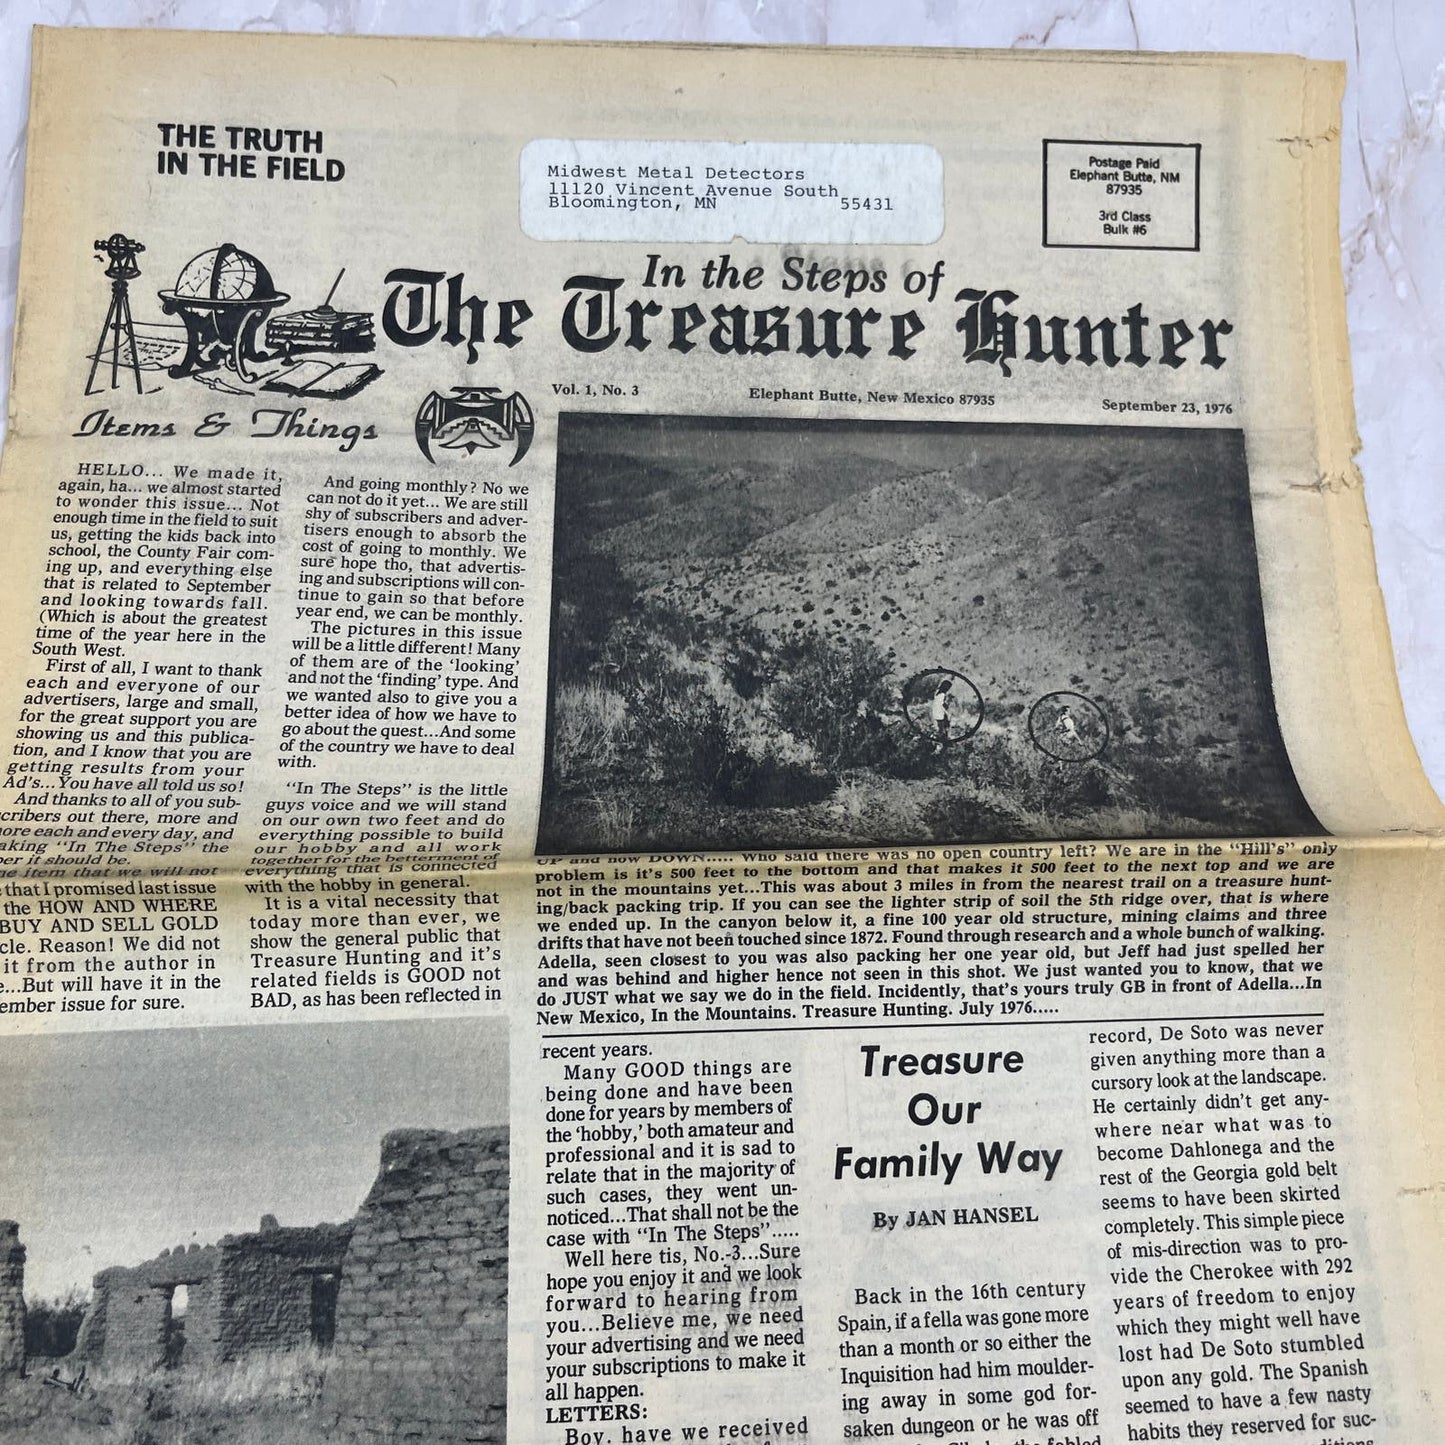 THE TRUTH
IN THE FIELD
Midwest Metal Detectors
11120 Vincent Avenue South
Bloomington, MN 55431
Postage Paid
Elephant Butte, NM
87935
3rd Class
Bulk #6
In the Steps of
The Treasure Hunter
Vol. 1, No. 3
Elephant Butte, New Mexico 87935
September 23, 1976
Items & Things
HELLO... We made it,
again, ha... we almost started
to wonder this issue... Not
enough time in the field to suit
us, getting the kids back into
school, the County Fair com-
ing up, and everything else
that is related to September
and looking towards fall.
(Which is about the greatest
time of the year here in the
South West.
First of all, I want to thank
each and everyone of our
advertisers, large and small,
for the great support you are
showing us and this publica-
tion, and I know that you are
getting results from your
Ad's...You have all told us so!
And thanks to all of you sub-
cribers out there, more and
ore each and every day, and
aking "In The Steps" the
per it should be.
item that we will not
that I promised last issue
the HOW AND WHERE
BUY AND SELL GOLD
cle. Reason! We did not
it from the author in
e...But will have it in the
ember issue for sure.
And going monthly? No we
can not do it yet... We are still
shy of subscribers and adver-
tisers enough to absorb the
cost of going to monthly. We
sure hope tho, that advertis-
ing and subscriptions will con-
tinue to gain so that before
year end, we can be monthly.
The pictures in this issue
will be a little different! Many
of them are of the 'looking'
and not the 'finding' type. And
we wanted also to give you a
better idea of how we have to
go about the quest...And some
of the country we have to deal
with.
"In The Steps" is the little
guys voice and we will stand
on our own two feet and do
everything possible to build
our hobby and all work
together for the betterment of
everything that is connected
with the hobby in general.
It is a vital necessity that
today more than ever, we
show the general public that
Treasure Hunting and it's
related fields is GOOD not
BAD, as has been reflected in
UP and now DOWN..... Who said there was no open country left? We are in the "Hill's" only
problem is it's 500 feet to the bottom and that makes it 500 feet to the next top and we are
not in the mountains yet...This was about 3 miles in from the nearest trail on a treasure hunt-
ing/back packing trip. If you can see the lighter strip of soil the 5th ridge over, that is where
we ended up. In the canyon below it, a fine 100 year old structure, mining claims and three
drifts that have not been touched since 1872. Found through research and a whole bunch of walking.
Adella, seen closest to you was also packing her one year old, but Jeff had just spelled her
and was behind and higher hence not seen in this shot. We just wanted you to know, that we
do JUST what we say we do in the field. Incidently, that's yours truly GB in front of Adella...In
New Mexico, In the Mountains. Treasure Hunting. July 1976.....
recent years.
Many GOOD things are
being done and have been
done for years by members of
the 'hobby,' both amateur and
professional and it is sad to
relate that in the majority of
such cases, they went un-
noticed...That shall not be the
case with "In The Steps".....
Well here tis, No.-3...Sure
hope you enjoy it and we look
forward to hearing from
you...Believe me, we need
your advertising and we need
your subscriptions to make it
all happen.
LETTERS:
Boy, have we received
Treasure
Our
Family Way
By JAN HANSEL
Back in the 16th century
Spain, if a fella was gone more
than a month or so either the
Inquisition had him moulder-
ing away in some god for-
saken dungeon or he was off
the fabled
record, De Soto was never
given anything more than a
cursory look at the landscape.
He certainly didn't get any-
where near what was to
become Dahlonega and the
rest of the Georgia gold belt
seems to have been skirted
completely. This simple piece
of mis-direction was to pro-
vide the Cherokee with 292
years of freedom to enjoy
which they might well have
lost had De Soto stumbled
upon any gold. The Spanish
seemed to have a few nasty
habits they reserved for suc-